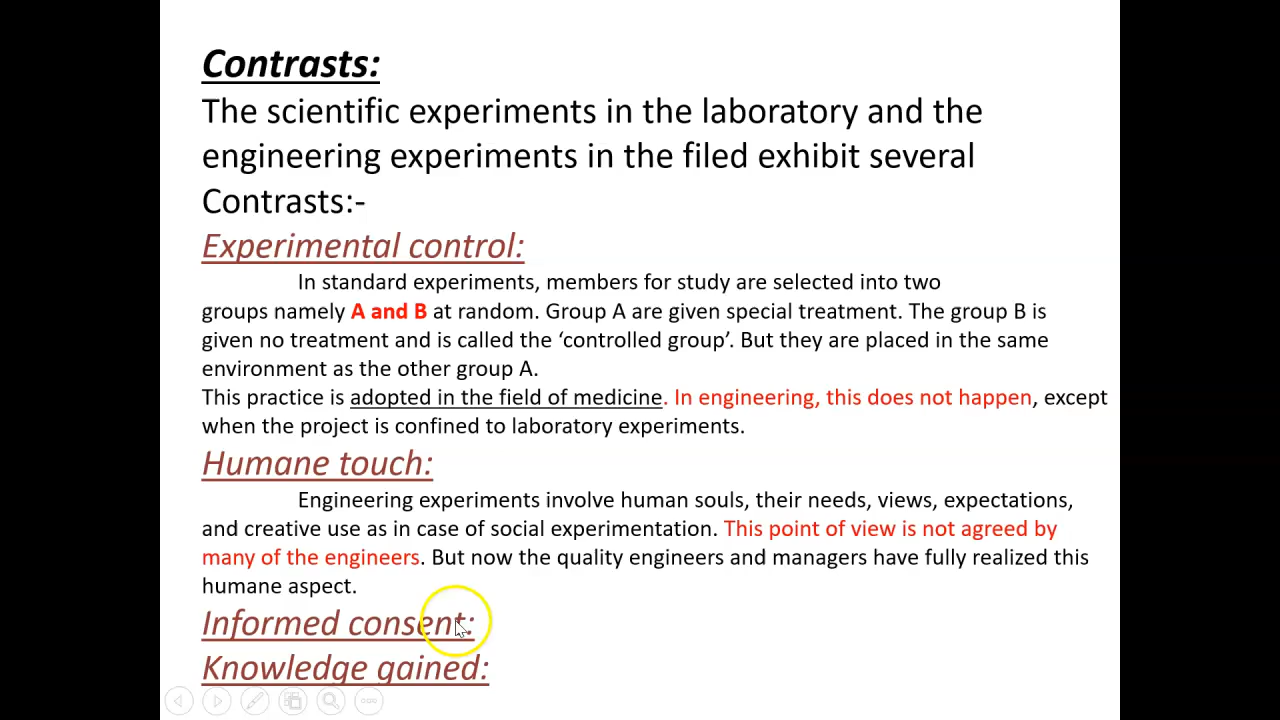 Contrasts:
The scientific experiments in the laboratory and the
engineering experiments in the filed exhibit several
Contrasts:-
Experimental control:
In standard experiments, members for study are selected into two
groups namely A and B at random. Group A are given special treatment. The group B is
given no treatment and is called the ‘controlled group’. But they are placed in the same
environment as the other group A.
This practice is adopted in the field of medicine. In engineering, this does not happen, except
when the project is confined to laboratory experiments.
Humane touch:
Engineering experiments involve human souls, their needs, views, expectations,
and creative use as in case of social experimentation. This point of view is not agreed by
many of the engineers. But now the quality engineers and managers have fully realized this
humane aspect.
Informed consent:
Knowledge gained: